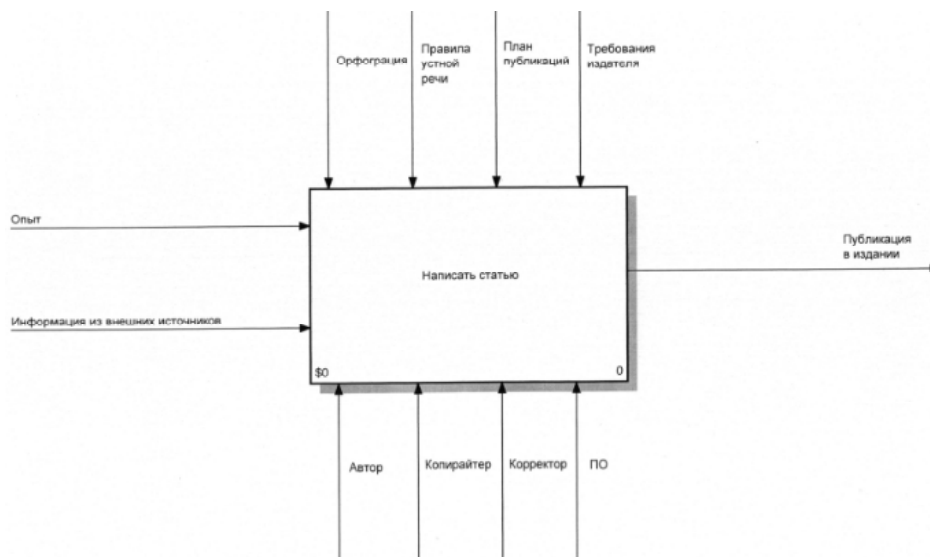 Орфограция
Правила
устной
речи
План
публикаций
Требования
издателя
Опыт
Публикация
в издании
Написать статью
Информация из внешних источников
$0
0
Автор
Копирайтер
Корректор
ПО